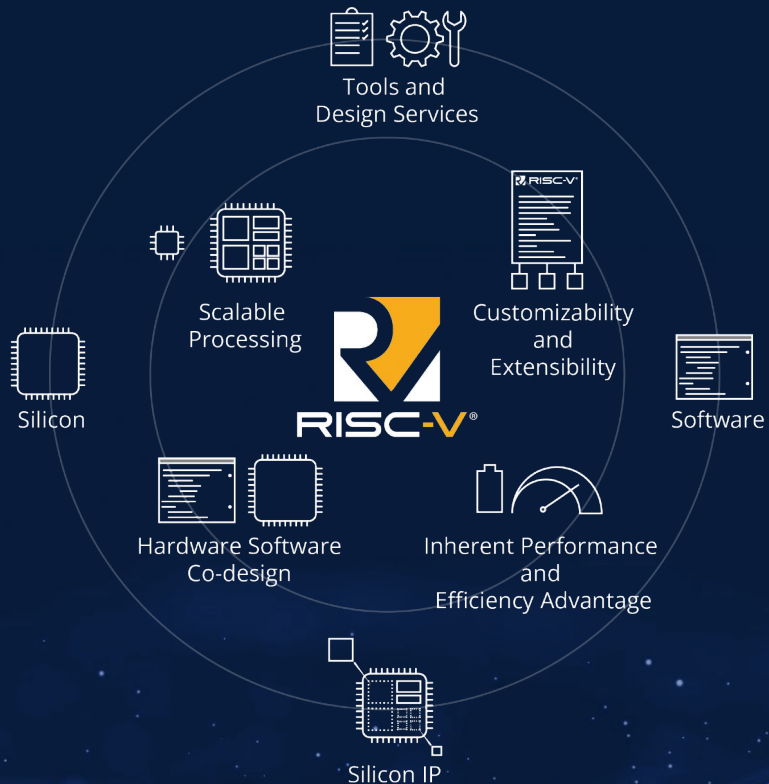 Tools and
Design Services
RISC-V®
Scalable
Processing
Customizability
and
Extensibility
Silicon
RISC-V®
Software
Hardware Software
Co-design
Inherent Performance
and
Efficiency Advantage
Silicon IP